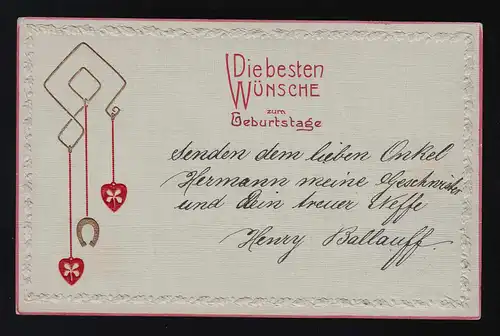 Die besten
WÜNSCHE
zum
Geburtstage
Senden dem lieben Onkel
Hermann meine Geschwister
und dein treuer Neffe
Henry Ballauff.